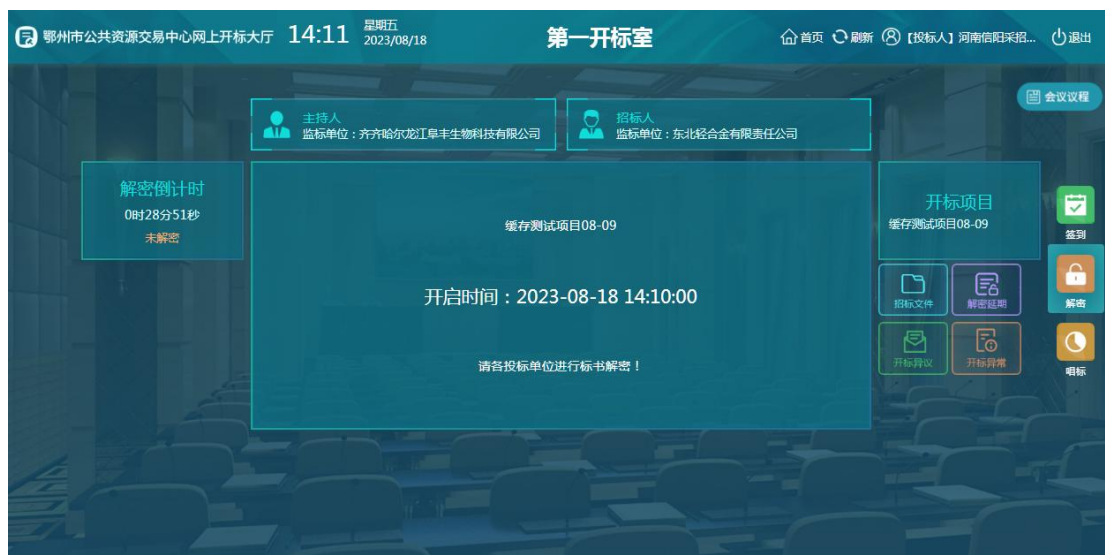 鄂州市公共资源交易中心网上开标大厅
14:11
星期五
2023/08/18
第一开标室
首页
刷新
【投标人】河南信阳采招...
退出
会议议程
主持人
监标单位：齐齐哈尔龙江阜丰生物科技有限公司
招标人
监标单位：东北轻合金有限责任公司
解密倒计时
0时28分51秒
未解密
缓存测试项目08-09
开启时间：2023-08-18 14:10:00
请各投标单位进行标书解密！
开标项目
缓存测试项目08-09
招标文件
解密延期
开标异议
开标异常
签到
解密
唱标